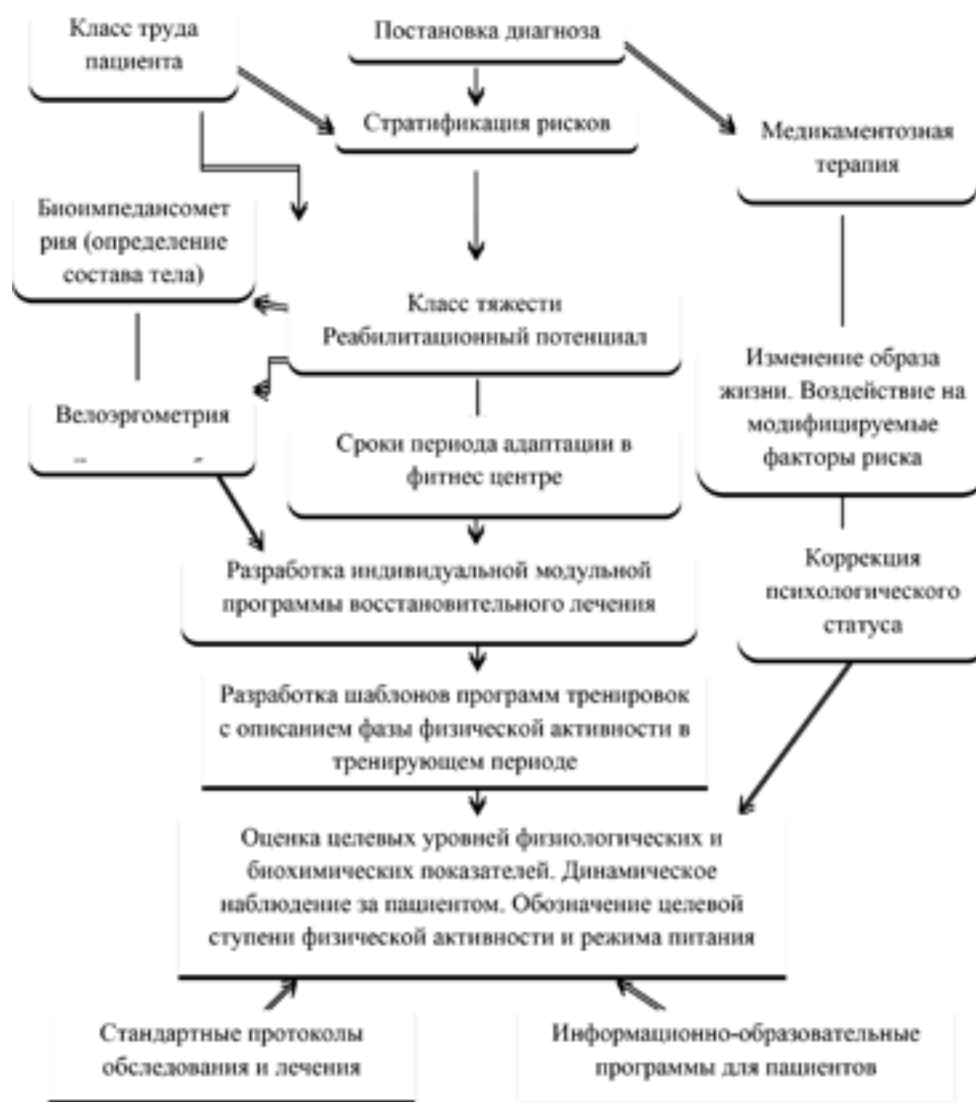 Класс труда
пациента
Постановка диагноза
Стратификация рисков
Медикаментозная
терапия
Биоимпедансомет
рия (определение
состава тела)
Класс тяжести
Реабилитационный потенциал
Изменение образа
жизни. Воздействие на
модифицируемые
факторы риска
Велоэргометрия
Сроки периода адаптации в
фитнес центре
Разработка индивидуальной модульной
программы восстановительного лечения
Коррекция
психологического
статуса
Разработка шаблонов программ тренировок
с описанием фазы физической активности в
тренирующем периоде
Оценка целевых уровней физиологических и
биохимических показателей. Динамическое
наблюдение за пациентом. Обозначение целевой
ступени физической активности и режима питания
Стандартные протоколы
обследования и лечения
Информационно-образовательные
программы для пациентов